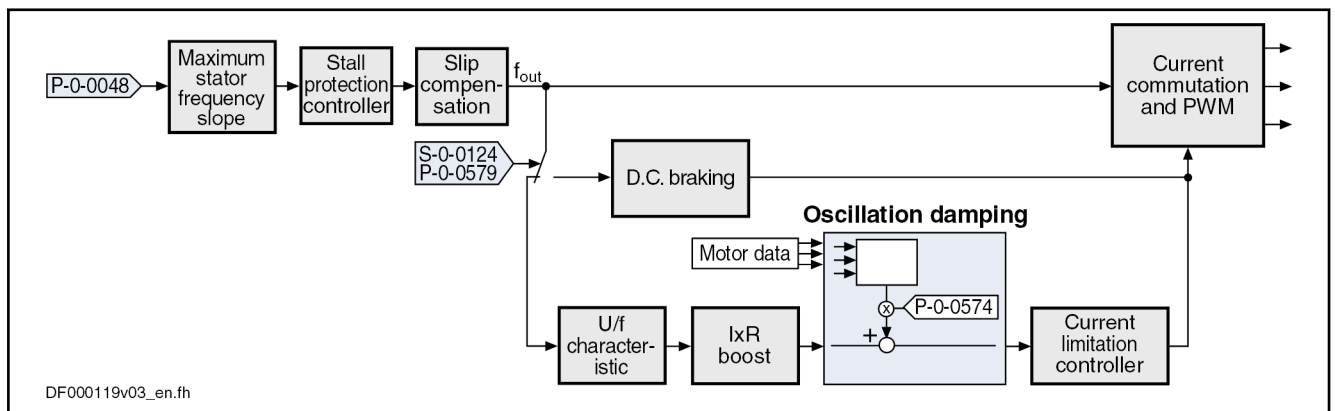 P-0-0048
Maximum
stator
frequency
slope
Stall
protection
controller
Slip
compen-
sation
fout
Current
commutation
and PWM
S-0-0124
P-0-0579
D.C. braking
Oscillation damping
Motor data
x
P-0-0574
+
U/f
character-
istic
IxR
boost
Current
limitation
controller
DF000119v03_en.fh